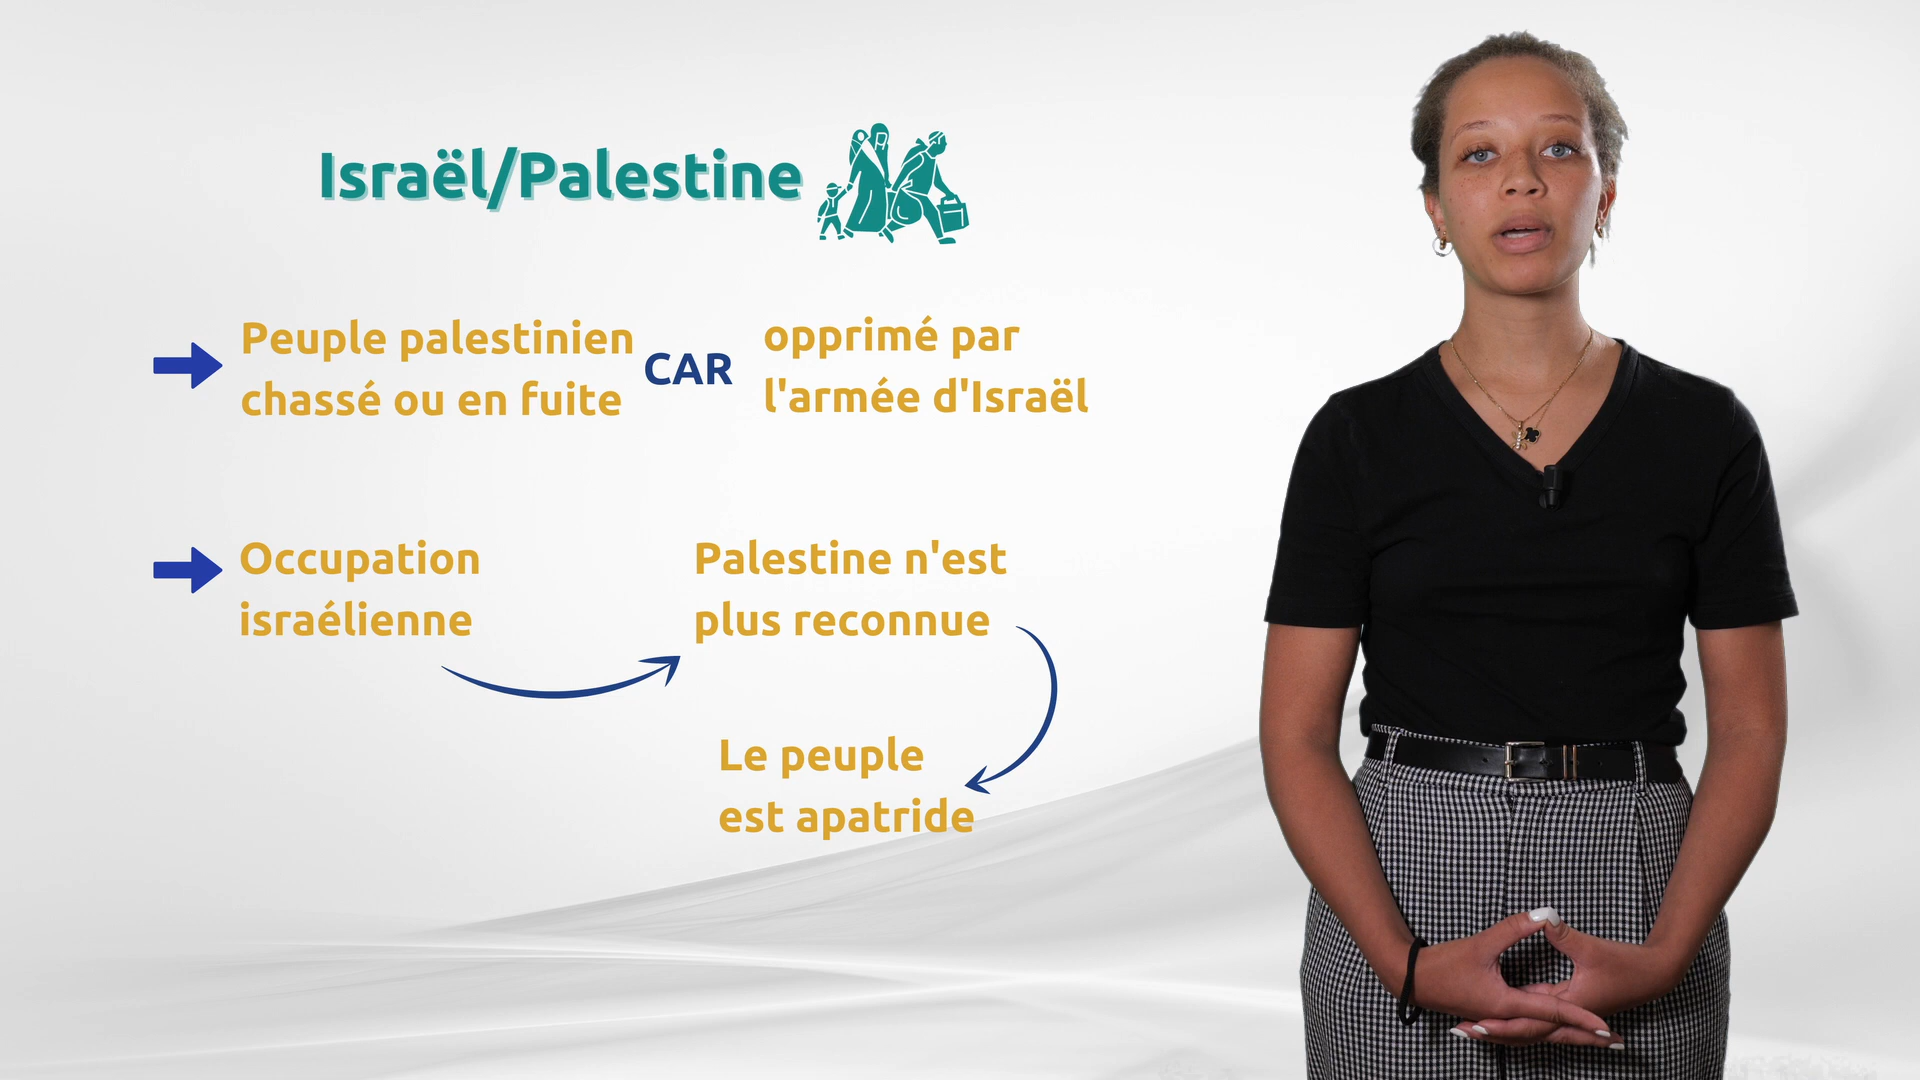 Israël/Palestine
Peuple palestinien
chassé ou en fuite
CAR
opprimé par
l'armée d'Israël
Occupation
israélienne
Palestine n'est
plus reconnue
Le peuple
est apatride